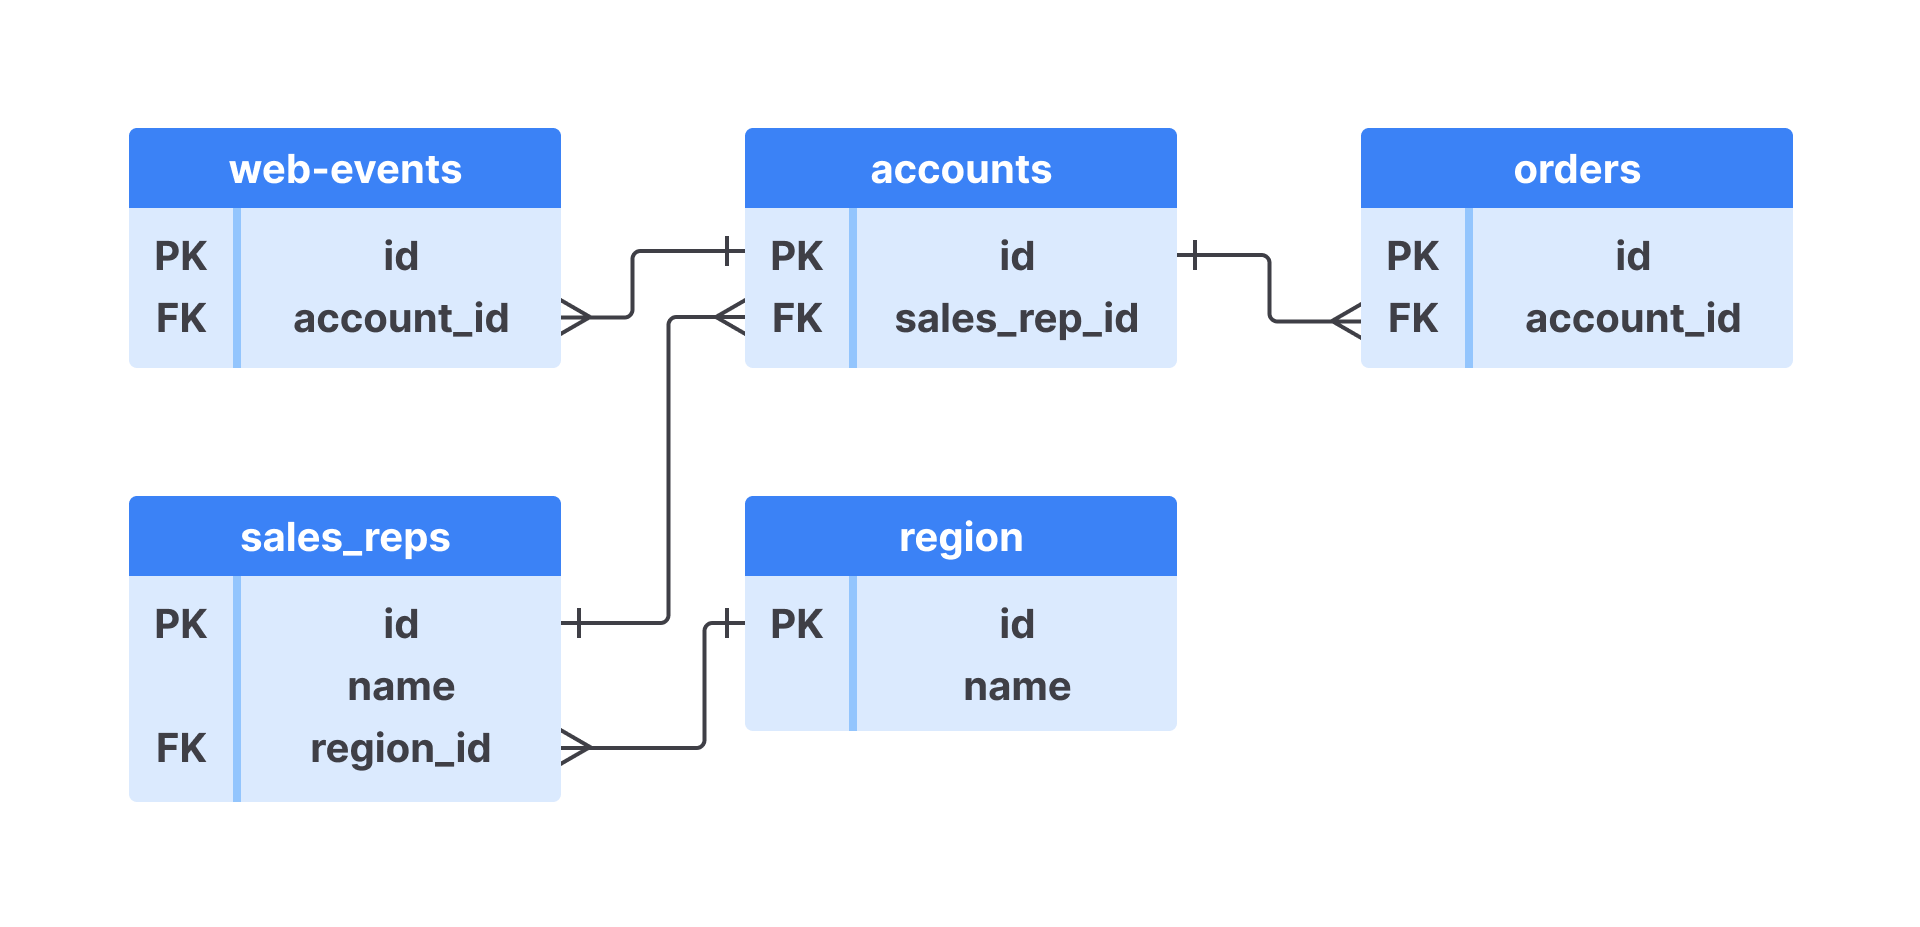 web-events
PK id
FK account_id
accounts
PK id
FK sales_rep_id
orders
PK id
FK account_id
sales_reps
PK id
name
FK region_id
region
PK id
name